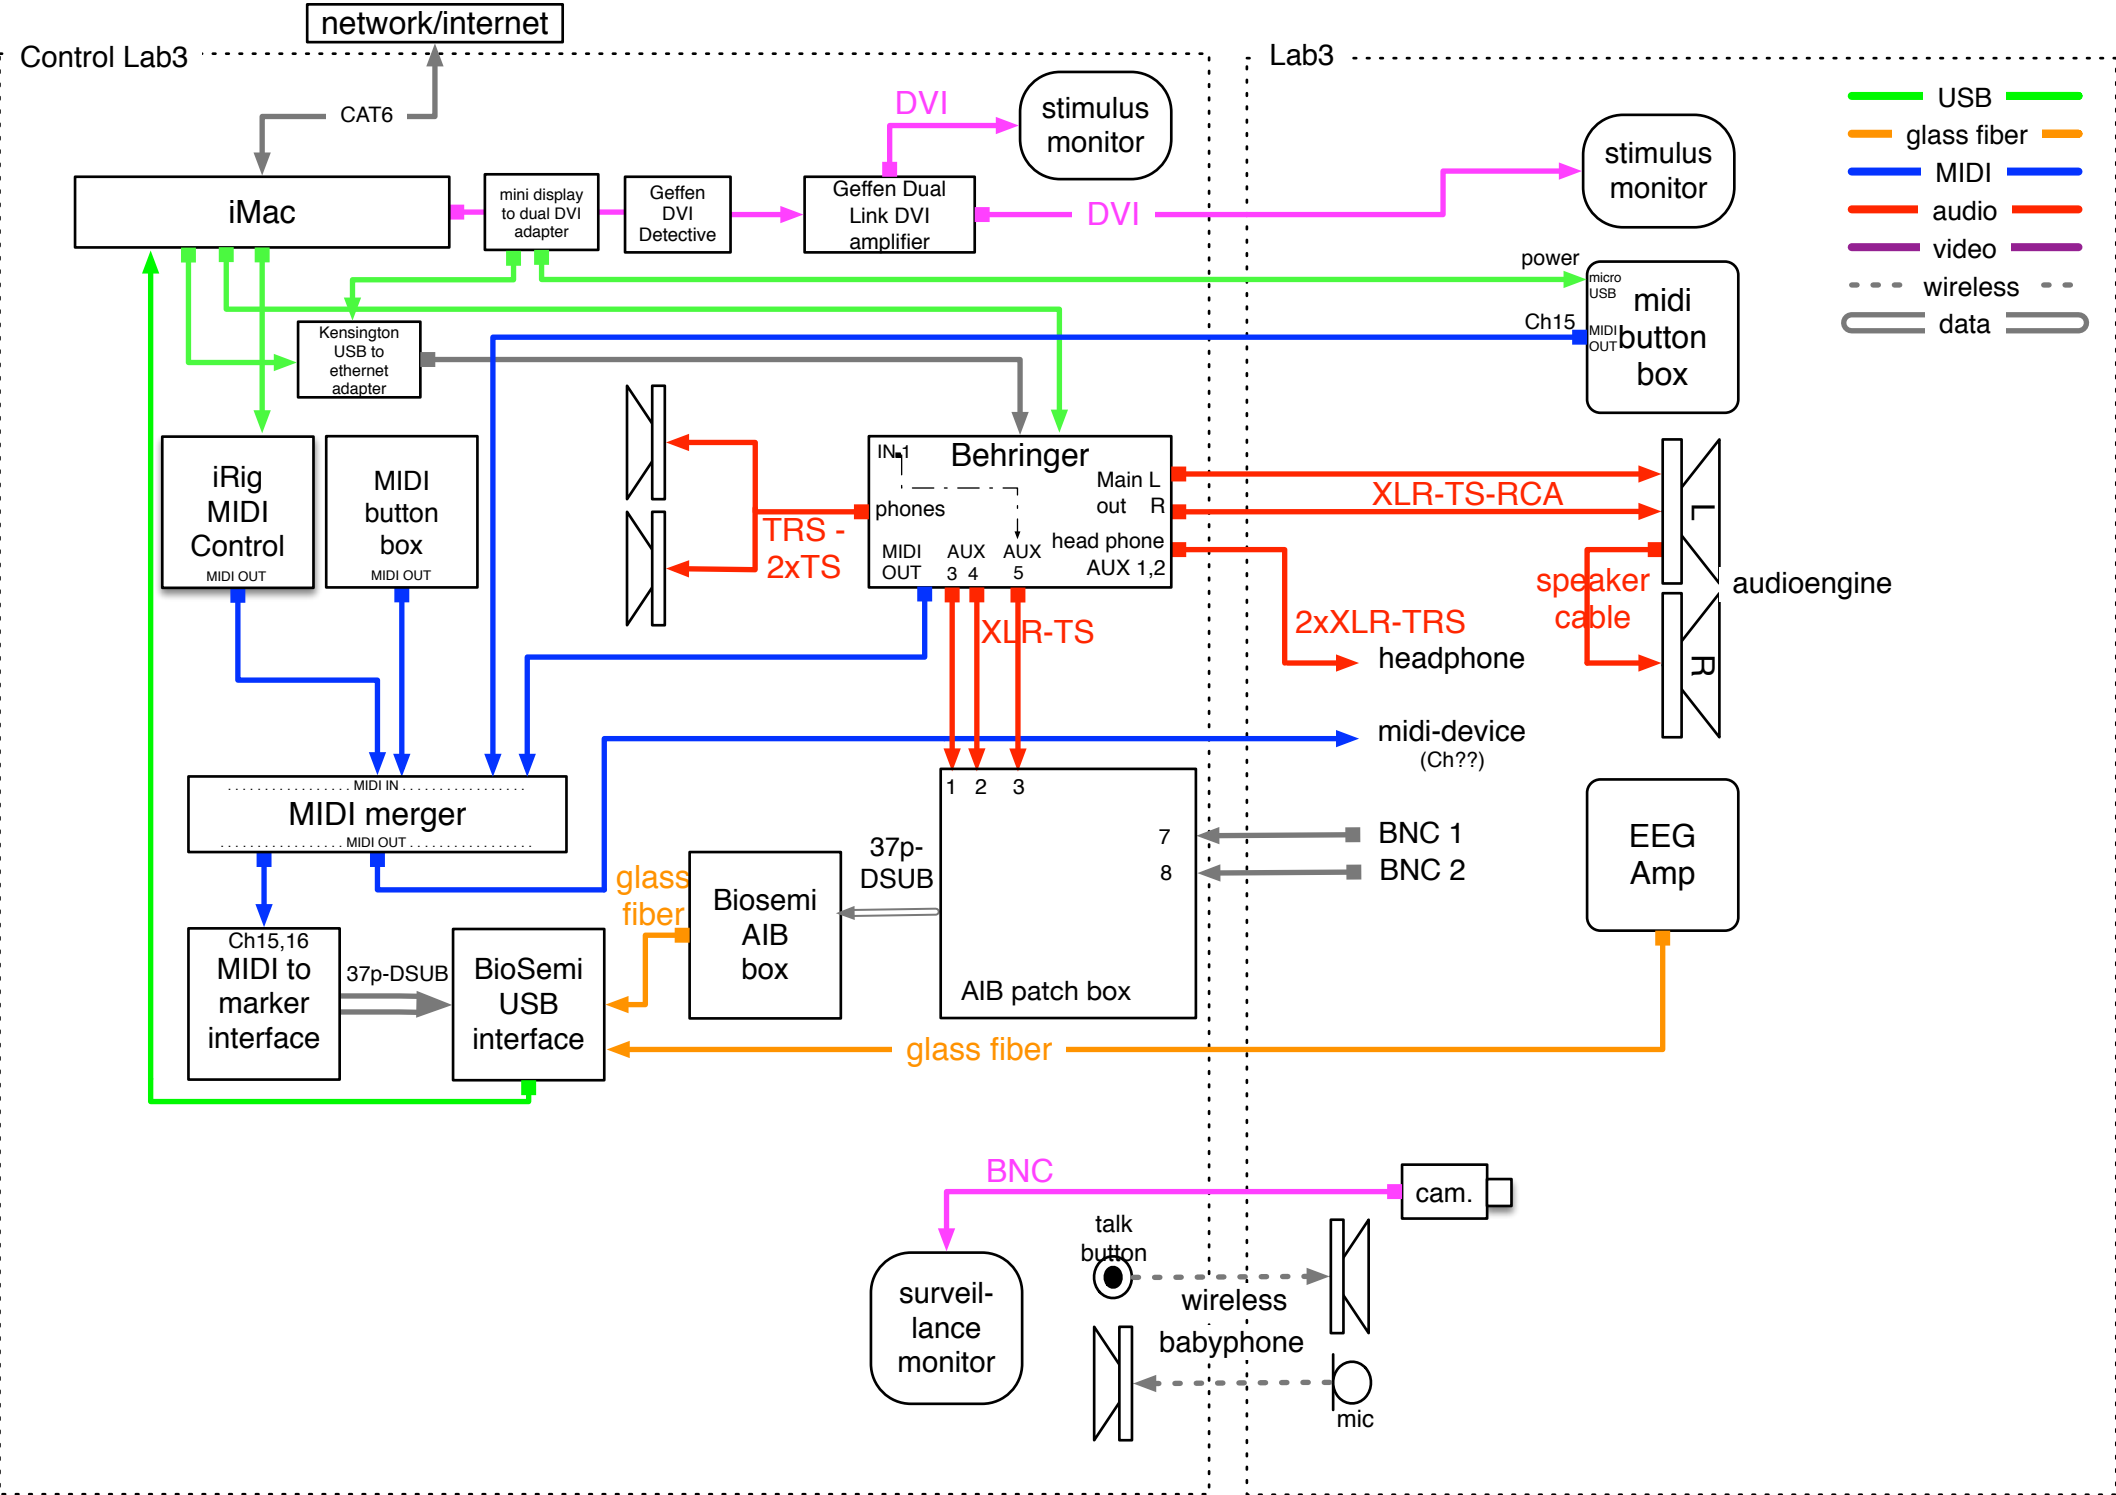 network/internet
Control Lab3
Lab3
CAT6
DVI
stimulus
monitor
stimulus
monitor
USB
glass fiber
MIDI
audio
video
wireless
data
iMac
mini display
to dual DVI
adapter
Geffen
DVI
Detective
Geffen Dual
Link DVI
amplifier
DVI
power
micro
USB
midi
button
box
Ch15
MIDI
OUT
Kensington
USB to
ethernet
adapter
iRig
MIDI
Control
MIDI OUT
MIDI
button
box
MIDI OUT
TRS -
2xTS
IN 1
Behringer
Main L
out R
phones
head phone
AUX 1,2
MIDI
OUT
AUX
3 4
AUX
5
XLR-TS-RCA
L
R
speaker
cable
audioengine
XLR-TS
2xXLR-TRS
headphone
midi-device
(Ch??)
MIDI IN
MIDI merger
MIDI OUT
1 2 3
7
8
AIB patch box
BNC 1
BNC 2
EEG
Amp
37p-
DSUB
glass
fiber
Biosemi
AIB
box
Ch15,16
MIDI to
marker
interface
37p-DSUB
BioSemi
USB
interface
glass fiber
BNC
cam.
talk
button
wireless
babyphone
mic
surveil-
lance
monitor